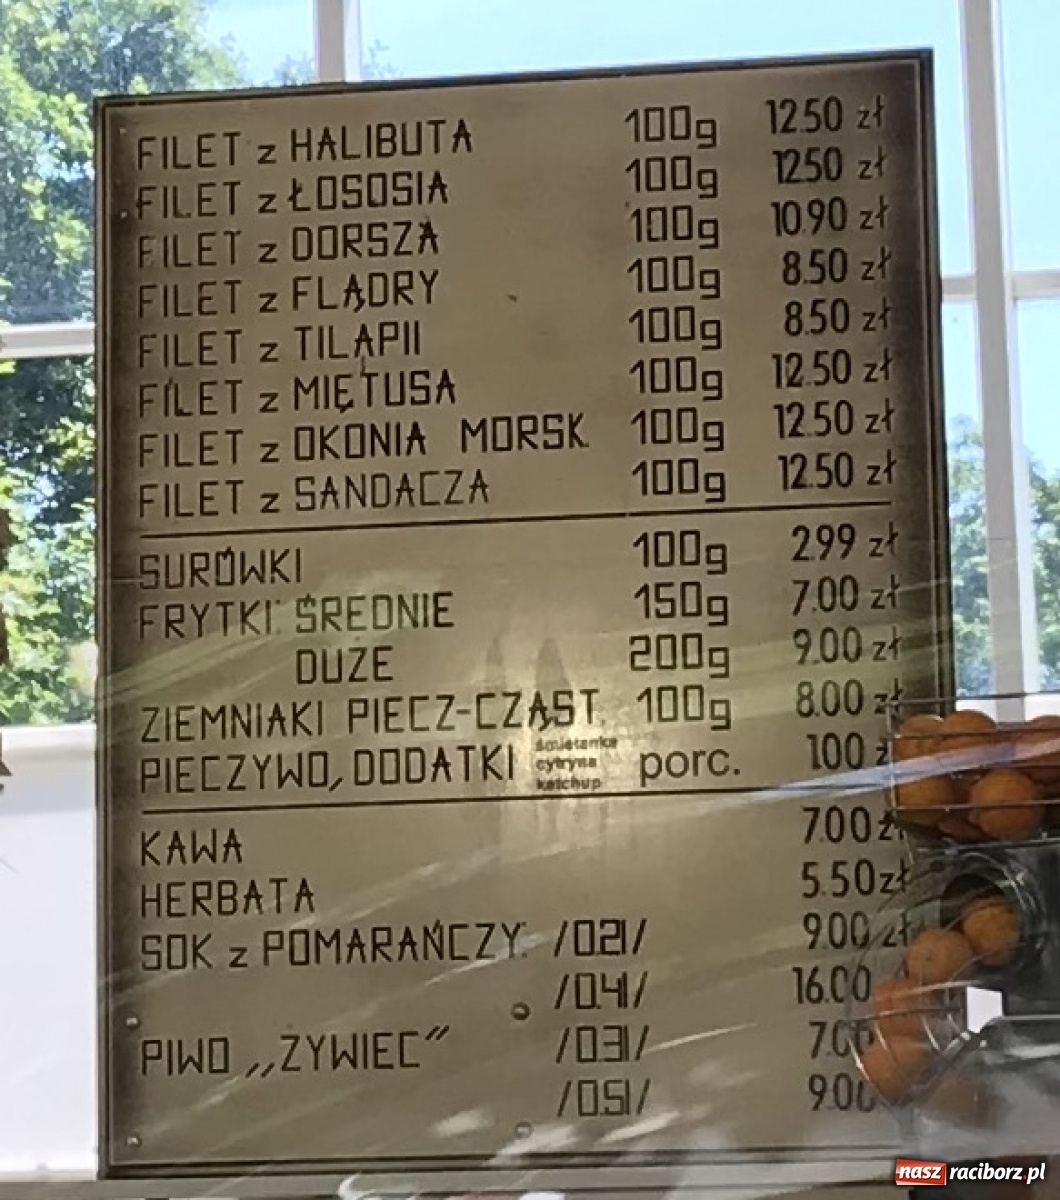 FILET z HALIBUTA 100g 12.50 zł
FILET z ŁOSOSIA 100g 12.50 zł
FILET z DORSZA 100g 10.90 zł
FILET z FLĄDRY 100g 8.50 zł
FILET z TILAPII 100g 8.50 zł
FILET z MIĘTUSA 100g 12.50 zł
FILET z OKONIA MORSK. 100g 12.50 zł
FILET z SANDACZA 100g 12.50 zł
SURÓWKI 100g 2.99 zł
FRYTKI: ŚREDNIE 150g 7.00 zł
DUŻE 200g 9.00 zł
ZIEMNIAKI PIECZ-CZĄST. 100g 8.00 zł
PIECZYWO, DODATKI śmietanka cytryna ketchup porc. 1.00 z
KAWA 7.00 zł
HERBATA 5.50 zł
SOK z POMARAŃCZY: /0.2l/ 9.00 zł
/0.4l/ 16.00
PIWO „ŻYWIEC” /0.3l/ 7.00
/0.5l/ 9.00
nasz raciborz.pl